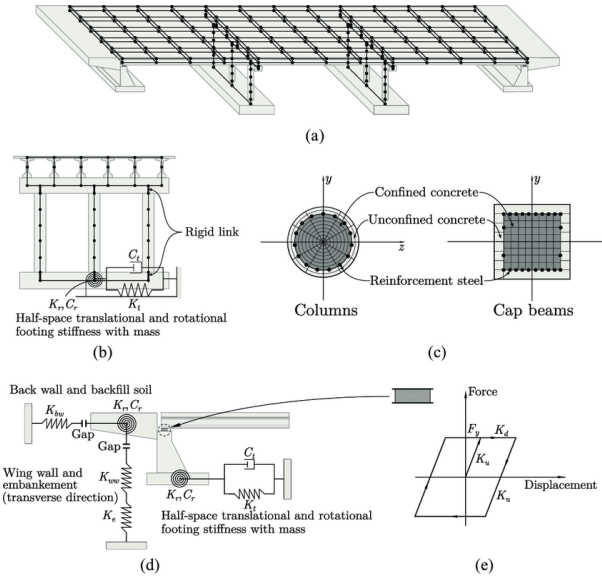 (a)
Rigid link
C_t
K_r, C_r
K_t
Half-space translational and rotational
footing stiffness with mass
(b)
y
y
Confined concrete
Unconfined concrete
z
Reinforcement steel
Columns
Cap beams
(c)
Back wall and backfill soil
K_bw
K_r, C_r
Gap
Gap
Wing wall and
embankement
(transverse direction)
K_ww
K_e
C_t
K_r, C_r
K_t
Half-space translational and rotational
footing stiffness with mass
(d)
Force
F_y
K_d
K_u
K_u
Displacement
(e)